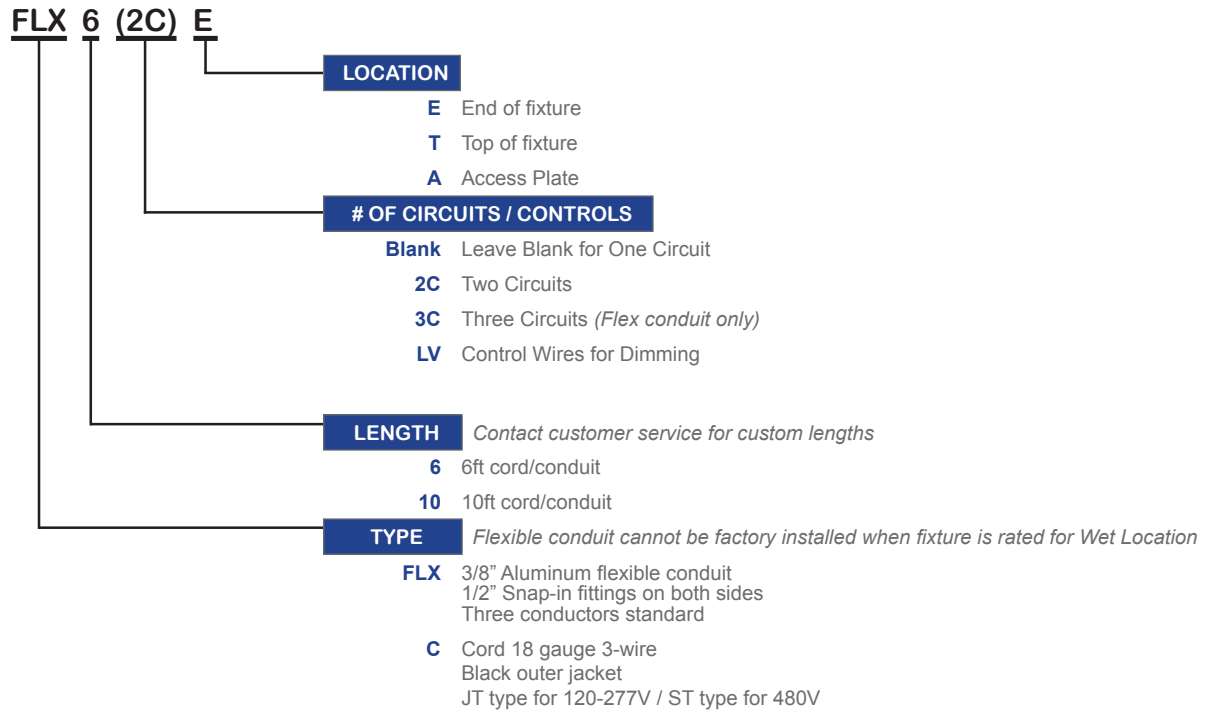 FLX 6 (2C) E
LOCATION
E End of fixture
T Top of fixture
A Access Plate
# OF CIRCUITS / CONTROLS
Blank Leave Blank for One Circuit
2C Two Circuits
3C Three Circuits (Flex conduit only)
LV Control Wires for Dimming
LENGTH Contact customer service for custom lengths
6 6ft cord/conduit
10 10ft cord/conduit
TYPE Flexible conduit cannot be factory installed when fixture is rated for Wet Location
FLX 3/8” Aluminum flexible conduit
1/2” Snap-in fittings on both sides
Three conductors standard
C Cord 18 gauge 3-wire
Black outer jacket
JT type for 120-277V / ST type for 480V